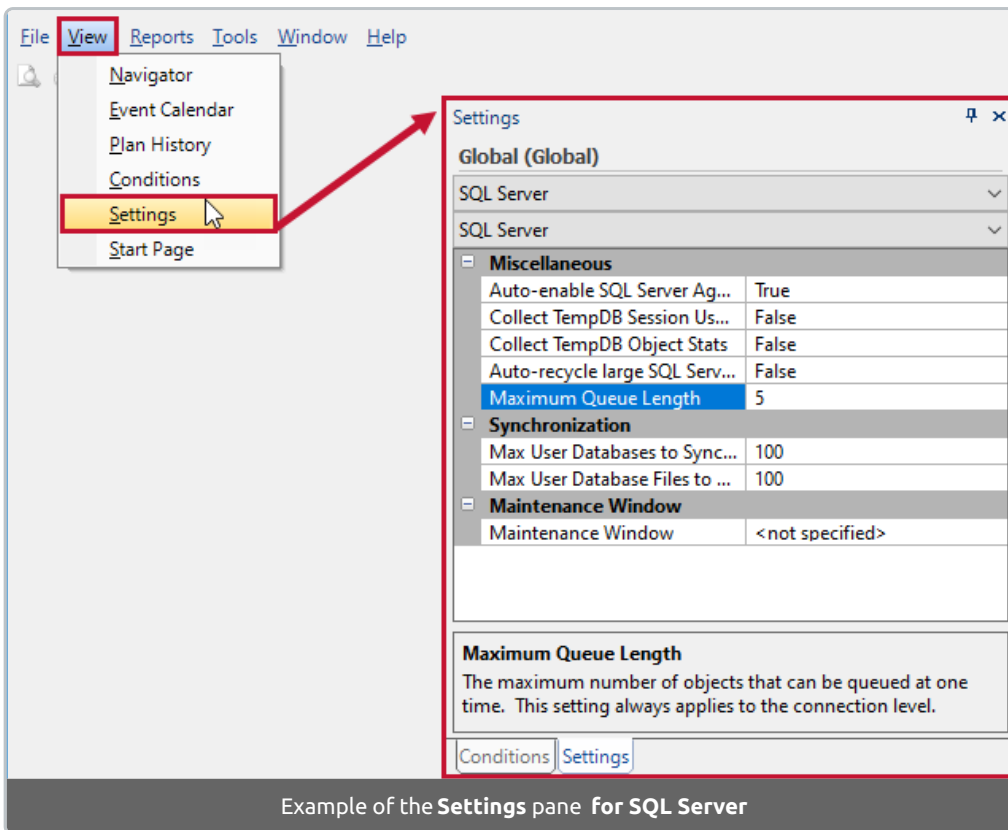 File View Reports Tools Window Help
Navigator
Event Calendar
Plan History
Conditions
Settings
Start Page
Settings
Global (Global)
SQL Server
SQL Server
Miscellaneous
Auto-enable SQL Server Ag... True
Collect TempDB Session Us... False
Collect TempDB Object Stats False
Auto-recycle large SQL Serv... False
Maximum Queue Length 5
Synchronization
Max User Databases to Sync... 100
Max User Database Files to ... 100
Maintenance Window
Maintenance Window <not specified>
Maximum Queue Length
The maximum number of objects that can be queued at one
time. This setting always applies to the connection level.
Conditions Settings
Example of the Settings pane for SQL Server